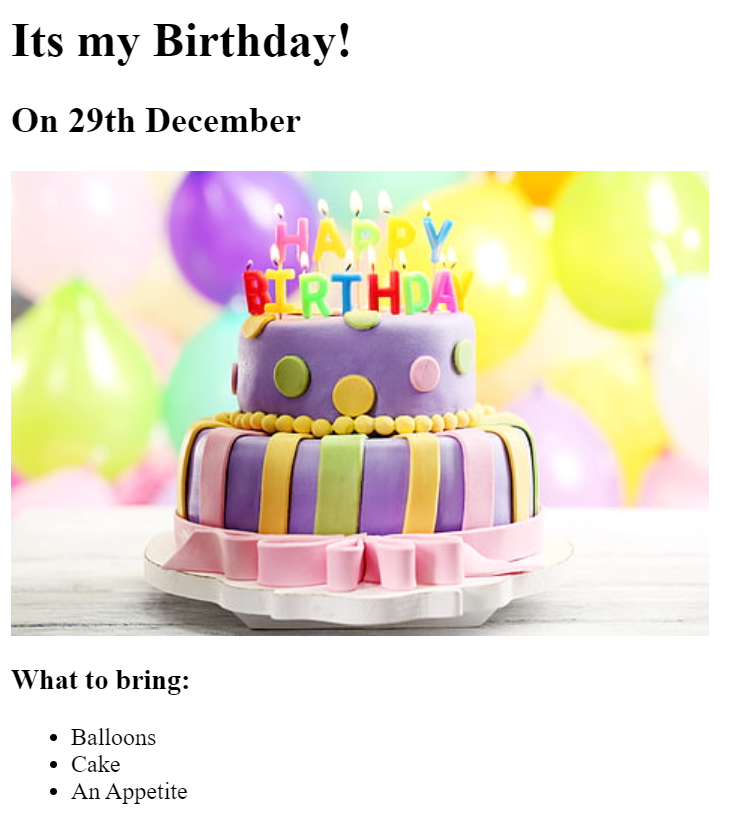 Its my Birthday!
On 29th December
HAPPY
BIRTHDAY
What to bring:
Balloons
Cake
An Appetite